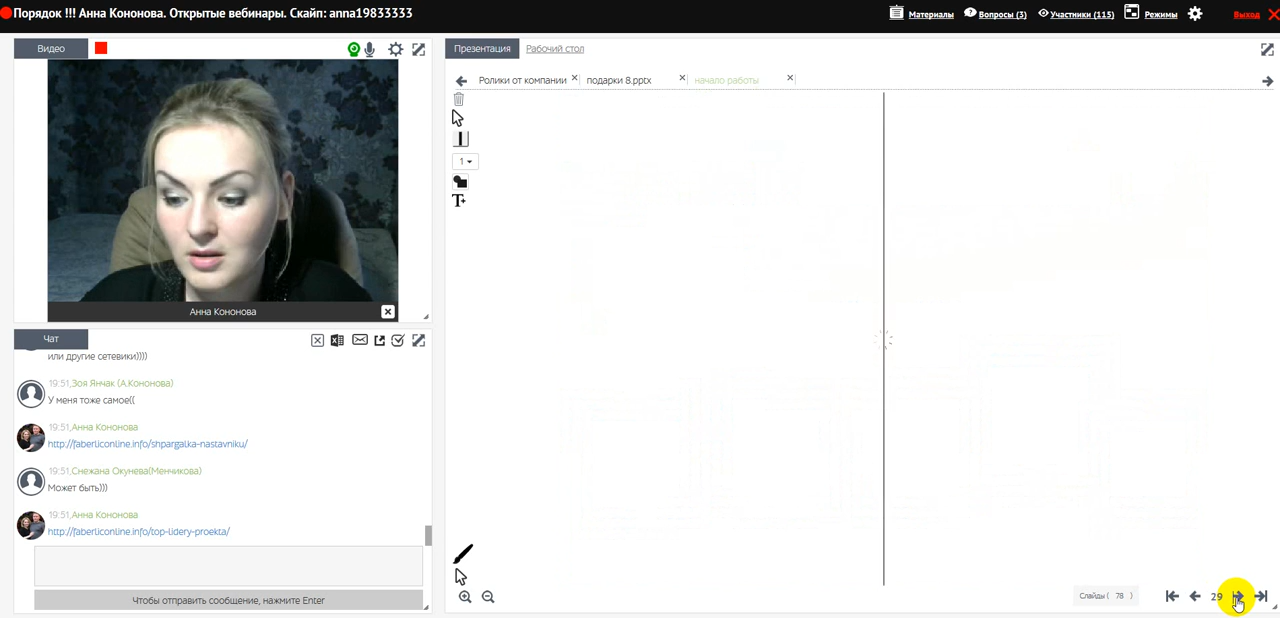 Порядок !!! Анна Кононова. Открытые вебинары. Скайп: anna19833333
Материалы
Вопросы (3)
Участники (115)
Режимы
Выход
Видео
Анна Кононова
Чат
или другие сетевики))))
19:51,Зоя Янчак (А.Кононова)
У меня тоже самое((
19:51,Анна Кононова
http://faberliconline.info/shpargalka-nastavniku/
19:51,Снежана Окунева(Менчикова)
Может быть)))
19:51,Анна Кононова
http://faberliconline.info/top-lidery-proekta/
Чтобы отправить сообщение, нажмите Enter
Презентация
Рабочий стол
Ролики от компании
подарки 8.pptx
начало работы
1
Слайды ( 78 )
29